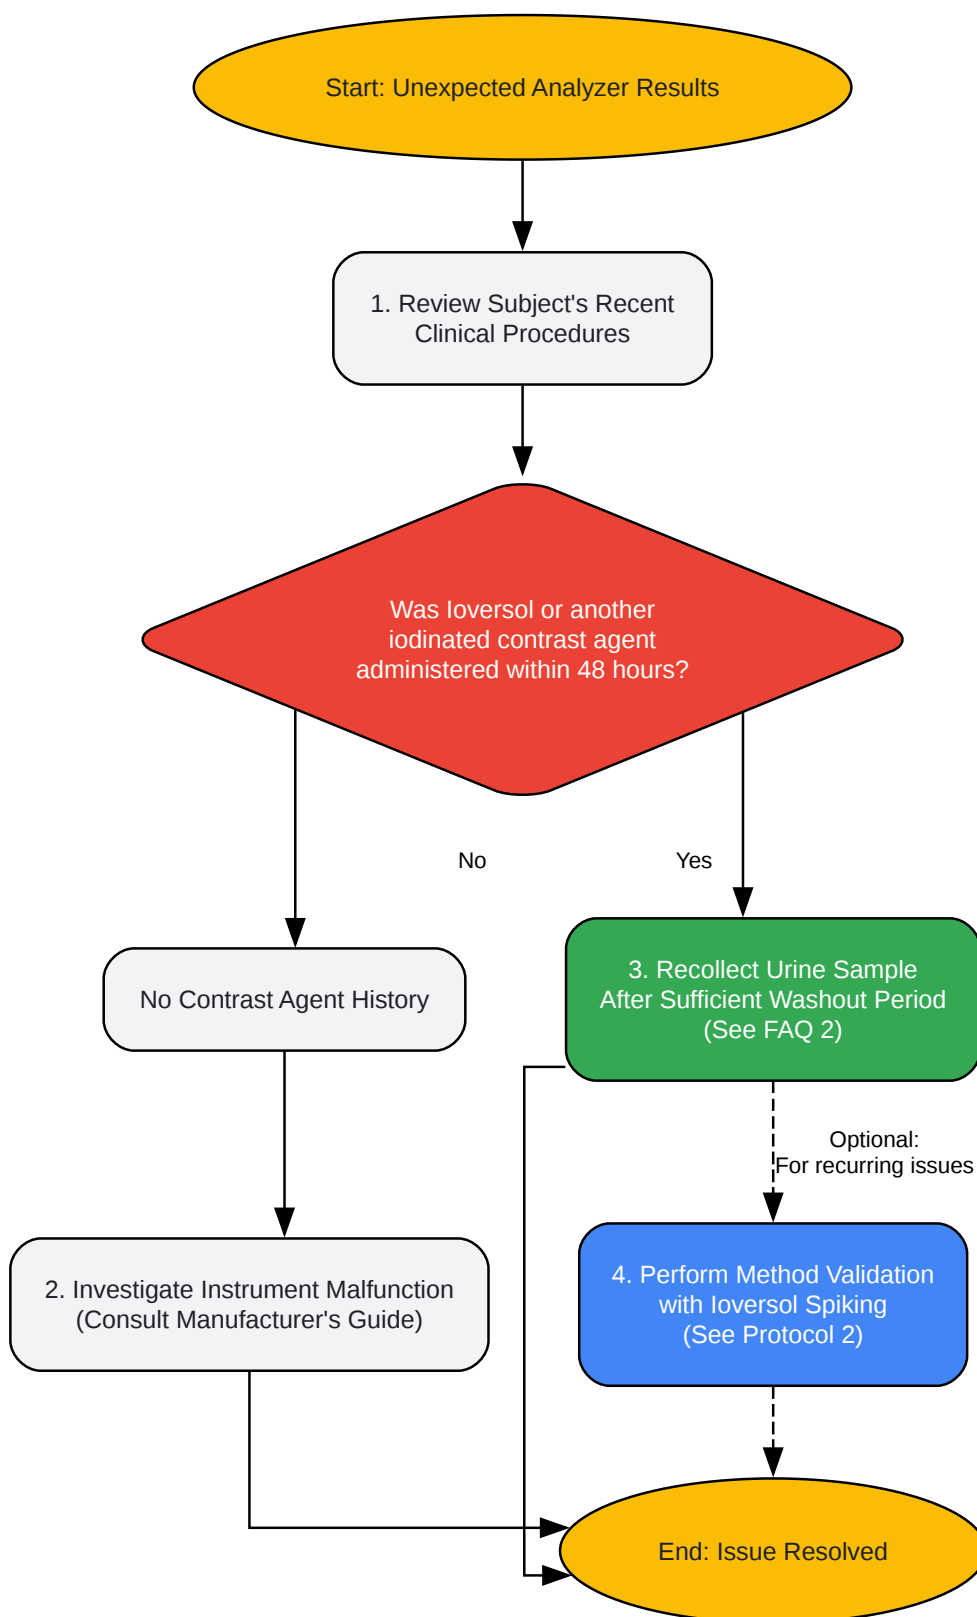 Start: Unexpected Analyzer Results
1. Review Subject's Recent
Clinical Procedures
Was Ioversol or another
iodinated contrast agent
administered within 48 hours?
No
Yes
No Contrast Agent History
3. Recollect Urine Sample
After Sufficient Washout Period
(See FAQ 2)
Optional:
For recurring issues
2. Investigate Instrument Malfunction
(Consult Manufacturer's Guide)
4. Perform Method Validation
with Ioversol Spiking
(See Protocol 2)
End: Issue Resolved